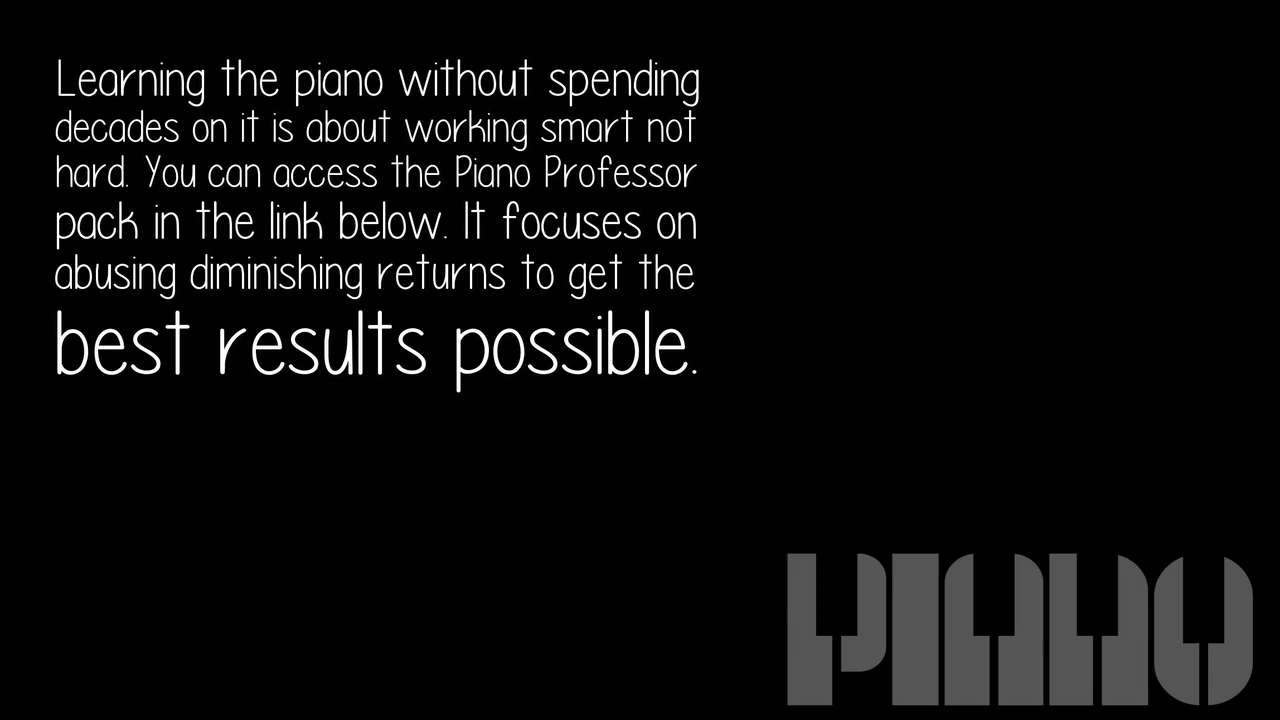 Learning the piano without spending
decades on it is about working smart not
hard. You can access the Piano Professor
pack in the link below. It focuses on
abusing diminishing returns to get the
best results possible.
PIANO